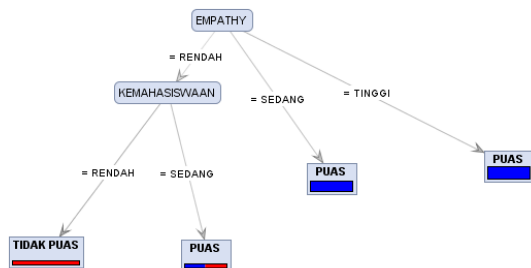 EMPATHY
= RENDAH
KEMAHASISWAAN
= SEDANG
= TINGGI
PUAS
PUAS
= RENDAH
= SEDANG
TIDAK PUAS
PUAS